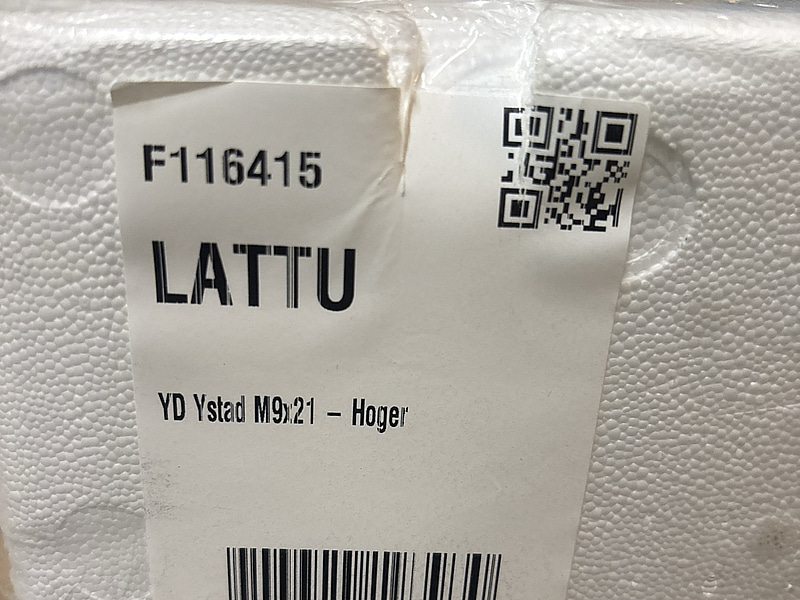 F116415
LATTU
YD Ystad M9x21 – Hoger